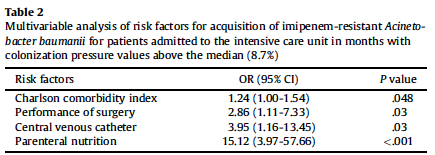 Table 2
Multivariable analysis of risk factors for acquisition of imipenem-resistant Acineto-
bacter baumanii for patients admitted to the intensive care unit in months with
colonization pressure values above the median (8.7%)
Risk factors OR (95% CI) P value
Charlson comorbidity index 1.24 (1.00-1.54) .048
Performance of surgery 2.86 (1.11-7.33) .03
Central venous catheter 3.95 (1.16-13.45) .03
Parenteral nutrition 15.12 (3.97-57.66) <.001